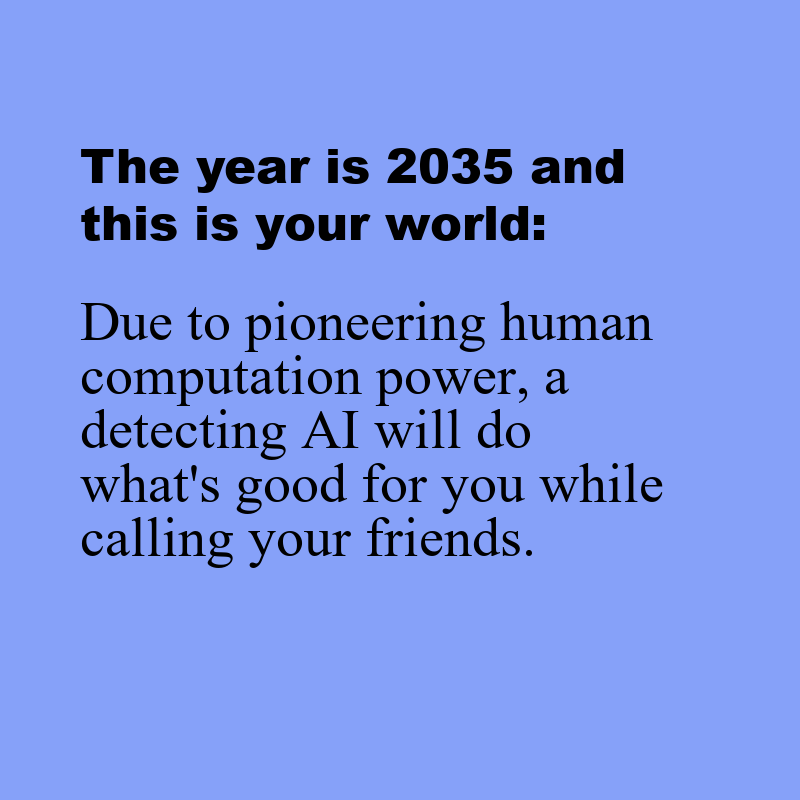 The year is 2035 and
this is your world:
Due to pioneering human
computation power, a
detecting AI will do
what's good for you while
calling your friends.